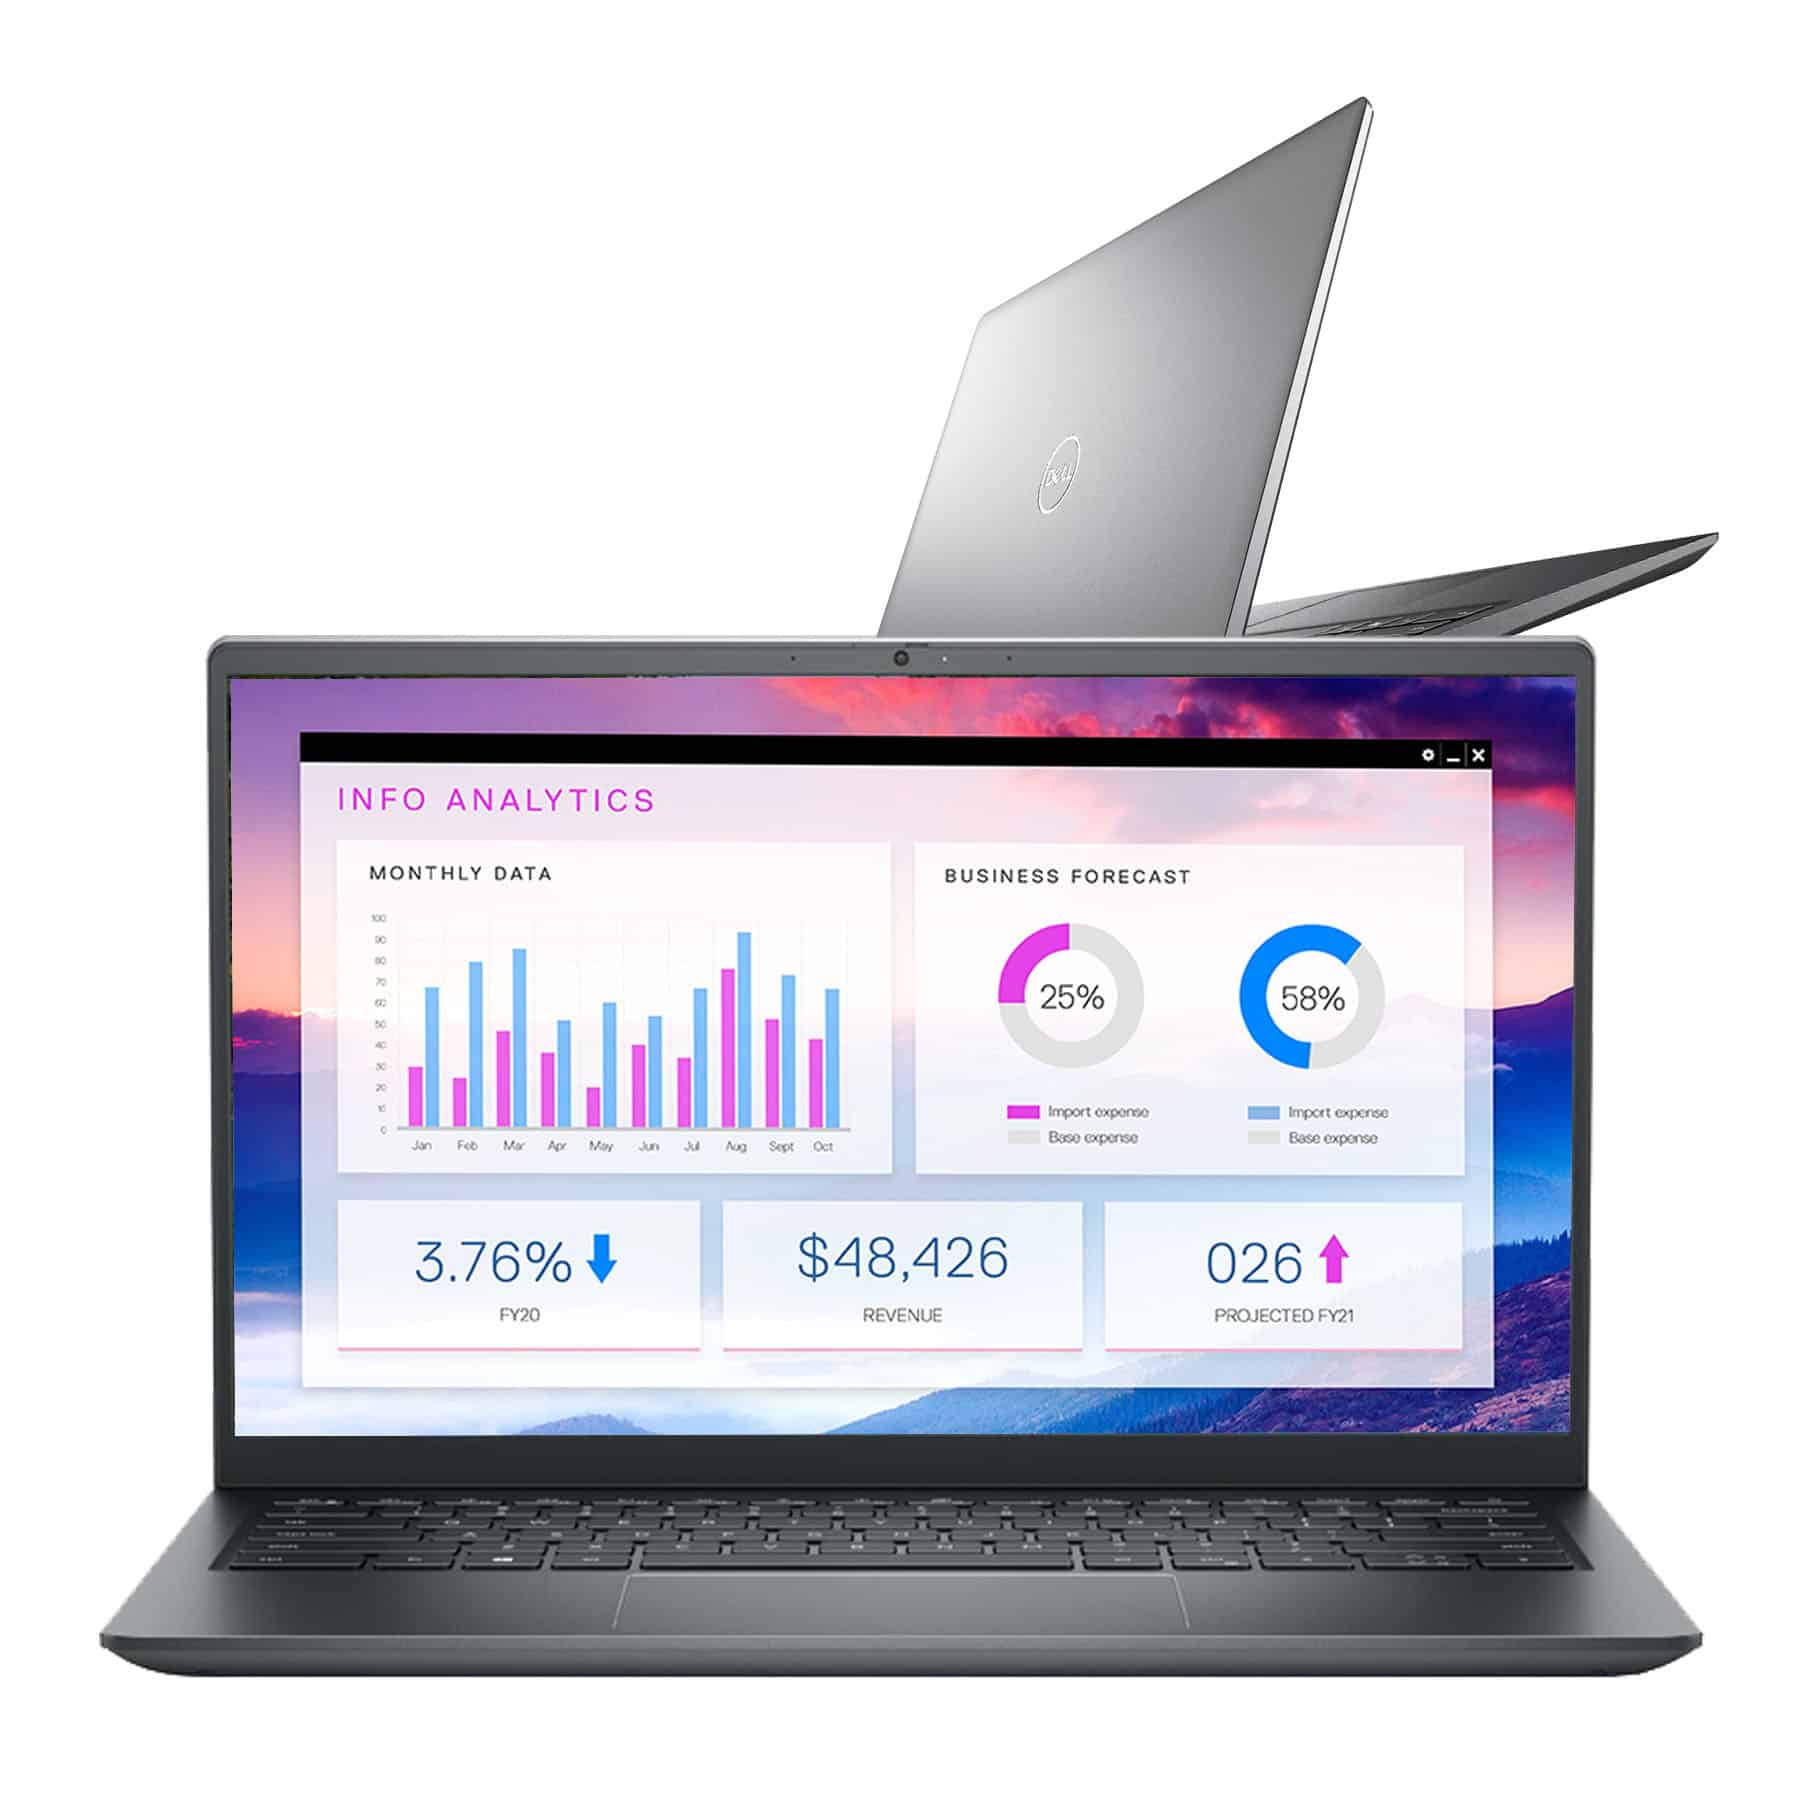 DELL
INFO ANALYTICS
MONTHLY DATA
100
90
80
70
60
50
40
30
20
10
0
Jan Feb Mar Apr May Jun Jul Aug Sept Oct
BUSINESS FORECAST
25%
58%
Import expense
Base expense
Import expense
Base expense
3.76%
FY20
$48,426
REVENUE
026
PROJECTED FY21